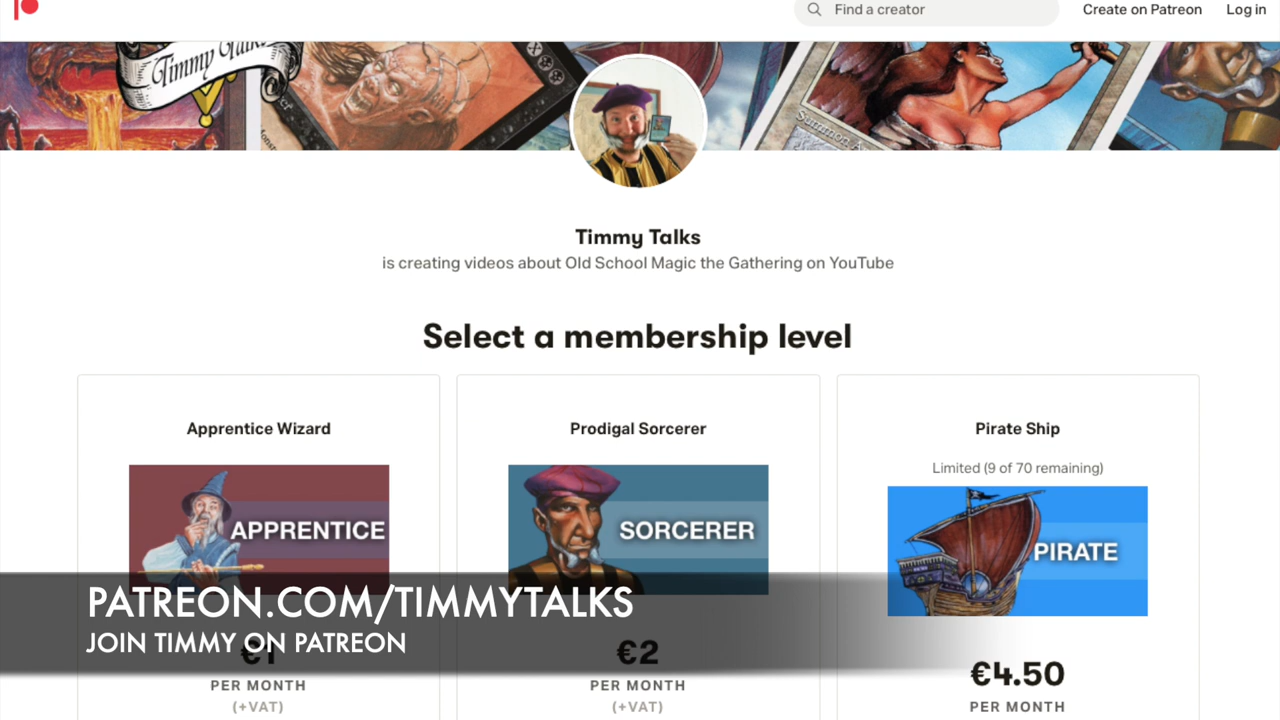 Find a creator
Create on Patreon
Log in
Timmy Talks
Summon
Timmy Talks
is creating videos about Old School Magic the Gathering on YouTube
Select a membership level
Apprentice Wizard
Prodigal Sorcerer
Pirate Ship
Limited (9 of 70 remaining)
APPRENTICE
SORCERER
PIRATE
PATREON.COM/TIMMYTALKS
JOIN TIMMY ON PATREON
€1
€2
€4.50
PER MONTH
PER MONTH
PER MONTH
(+VAT)
(+VAT)